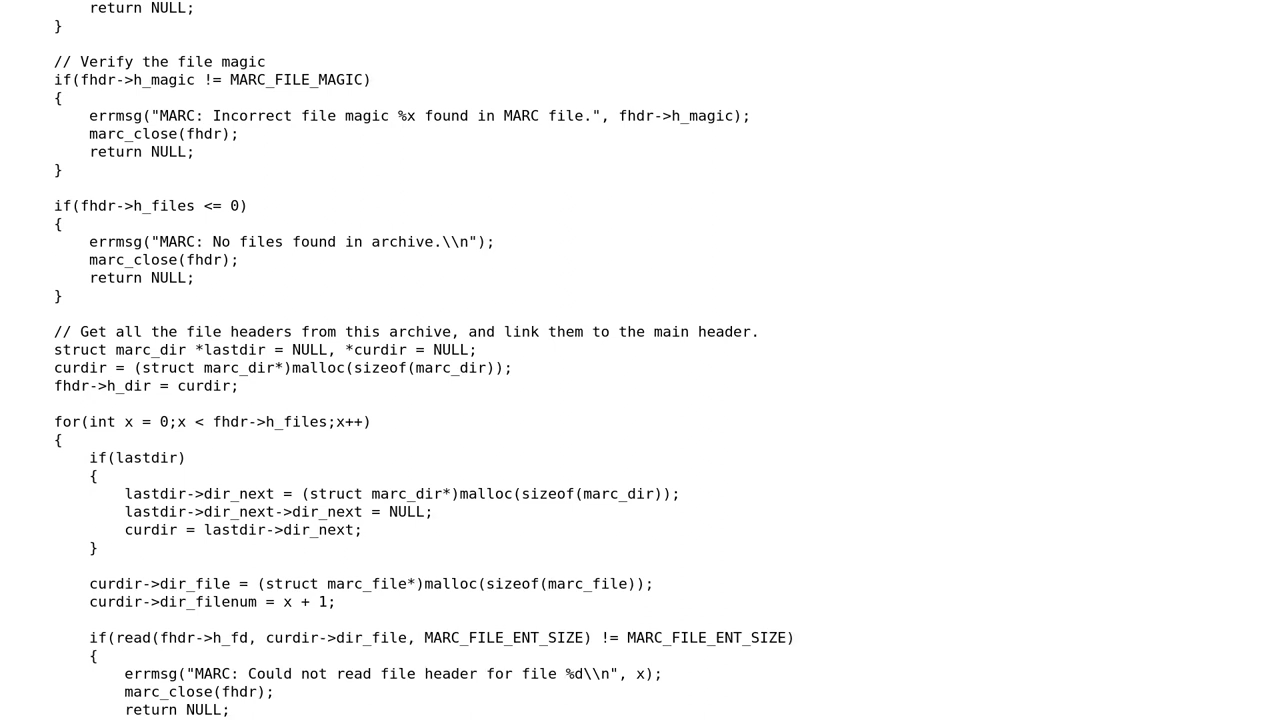 return NULL;
}
// Verify the file magic
if(fhdr->h_magic != MARC_FILE_MAGIC)
{
errmsg("MARC: Incorrect file magic %x found in MARC file.", fhdr->h_magic);
marc_close(fhdr);
return NULL;
}
if(fhdr->h_files <= 0)
{
errmsg("MARC: No files found in archive.\\n");
marc_close(fhdr);
return NULL;
}
// Get all the file headers from this archive, and link them to the main header.
struct marc_dir *lastdir = NULL, *curdir = NULL;
curdir = (struct marc_dir*)malloc(sizeof(marc_dir));
fhdr->h_dir = curdir;
for(int x = 0;x < fhdr->h_files;x++)
{
if(lastdir)
{
lastdir->dir_next = (struct marc_dir*)malloc(sizeof(marc_dir));
lastdir->dir_next->dir_next = NULL;
curdir = lastdir->dir_next;
}
curdir->dir_file = (struct marc_file*)malloc(sizeof(marc_file));
curdir->dir_filenum = x + 1;
if(read(fhdr->h_fd, curdir->dir_file, MARC_FILE_ENT_SIZE) != MARC_FILE_ENT_SIZE)
{
errmsg("MARC: Could not read file header for file %d\\n", x);
marc_close(fhdr);
return NULL;